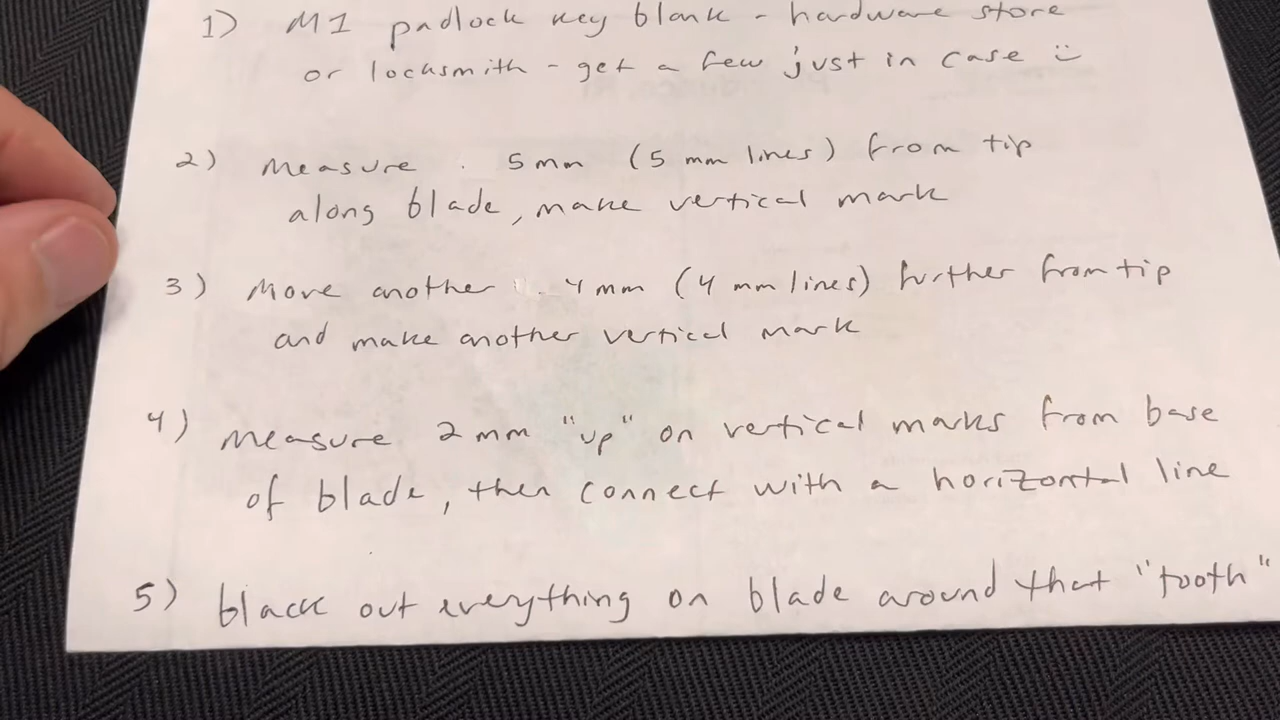 1) M1 padlock key blank - hardware store
or locksmith - get a few just in case :)
2) Measure 5mm (5 mm lines) from tip
along blade, make vertical mark
3) Move another 4mm (4 mm lines) further from tip
and make another vertical mark
4) Measure 2mm "up" on vertical marks from base
of blade, then connect with a horizontal line
5) black out everything on blade around that "tooth"